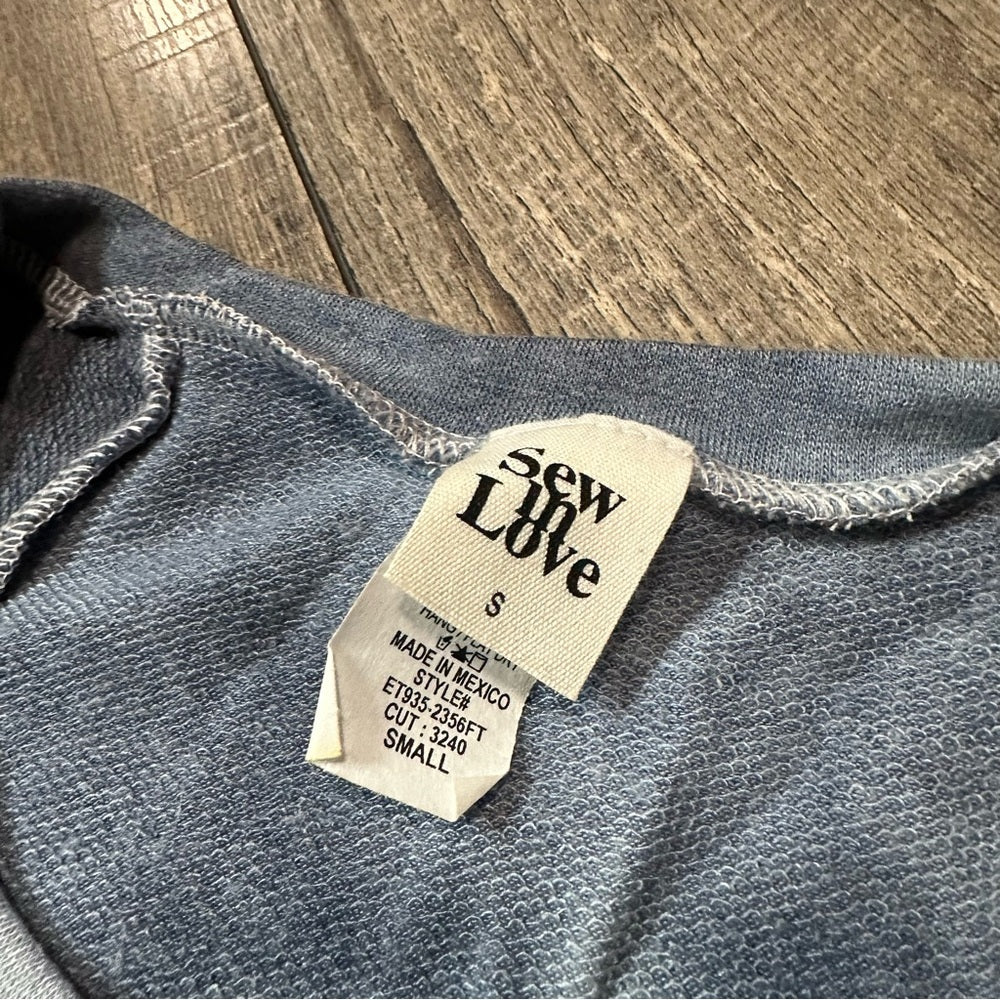 Sew
in
Love
S
HANG/FLAT DRY
MADE IN MEXICO
STYLE#
ET935-2356FT
CUT : 3240
SMALL